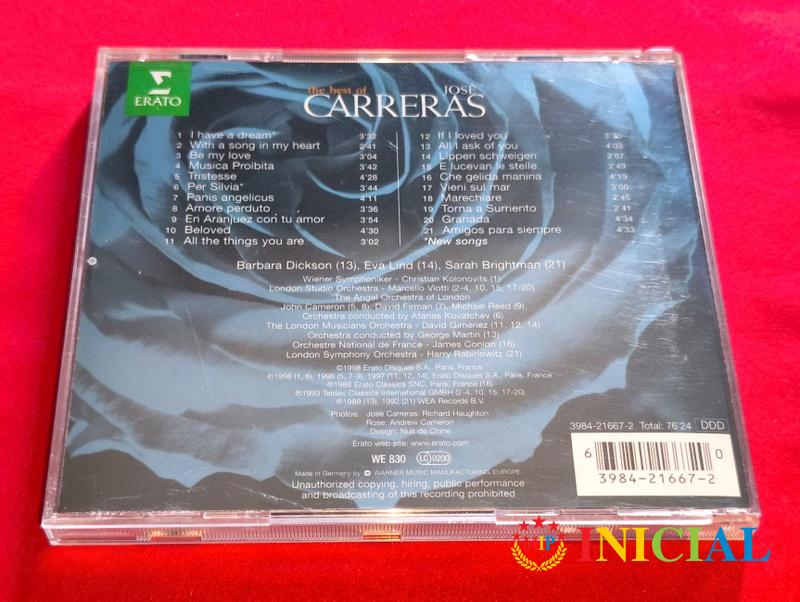 ERATO
the best of JOSÉ
CARRERAS
1 I have a dream* 3'32
2 With a song in my heart 2'41
3 Be my love 3'04
4 Musica Proibita 3'42
5 Tristesse 4'28
6 Per Silvia* 3'44
7 Panis angelicus 4'11
8 Amore perduto 3'36
9 En Aranjuez con tu amor 3'54
10 Beloved 4'30
11 All the things you are 3'02
12 If I loved you 3'30
13 All I ask of you 4'03
14 Lippen schweigen 2'57
15 E lucevan le stelle 2'49
16 Che gelida manina 4'19
17 Vieni sul mar 3'00
18 Marechiare 2'45
19 Torna a Surriento 2'41
20 Granada 4'34
21 Amigos para siempre 4'33
*New songs
Barbara Dickson (13), Eva Lind (14), Sarah Brightman (21)
Wiener Symphoniker - Christian Kolonovits (1)
London Studio Orchestra - Marcello Viotti (2-4, 10, 15, 17-20)
The Angel Orchestra of London
John Cameron (5, 8), David Firman (7), Michael Reed (9)
Orchestra conducted by Atanas Kovatchev (6)
The London Musicians Orchestra - David Giménez (11, 12, 14)
Orchestra conducted by George Martin (13)
Orchestre National de France - James Conlon (16)
London Symphony Orchestra - Harry Rabinowitz (21)
©1998 Erato Disques S.A., Paris, France
℗1998 (1, 6), 1996 (5, 7-9), 1997 (11, 12, 14), Erato Disques S.A., Paris, France
℗1988 Erato Classics SNC, Paris, France (16)
℗1993 Teldec Classics International GMBH (2-4, 10, 15, 17-20)
℗1989 (13), 1992 (21) WEA Records B.V.
Photos: José Carreras: Richard Haughton
Rose: Andrew Cameron
Design: Nuit de Chine
Erato web site: www.erato.com
WE 830 LC 0200
Made in Germany by WARNER MUSIC MANUFACTURING EUROPE
Unauthorized copying, hiring, public performance
and broadcasting of this recording prohibited
3984-21667-2 Total: 76'24 DDD
6 0
3984-21667-2
VIP INICIAL